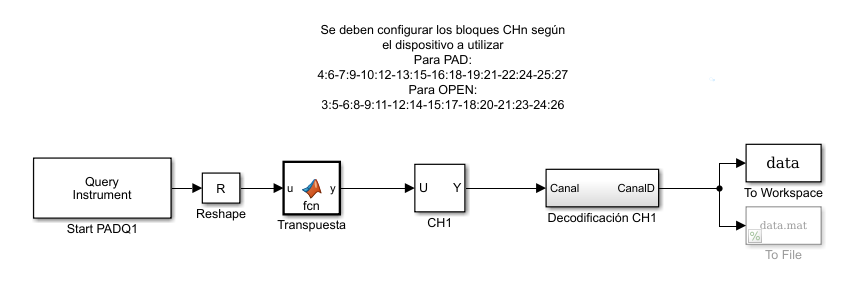 Se deben configurar los bloques CHn según
el dispositivo a utilizar
Para PAD:
4:6-7:9-10:12-13:15-16:18-19:21-22:24-25:27
Para OPEN:
3:5-6:8-9:11-12:14-15:17-18:20-21:23-24:26
Query
Instrument
Start PADQ1
R
Reshape
u
y
fcn
Transpuesta
U
Y
CH1
Canal
CanalD
Decodificación CH1
data
To Workspace
data.mat
%
To File